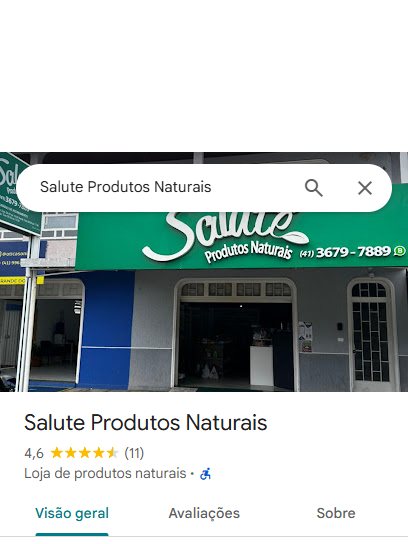 Salute Produtos Naturais
Salute
Produtos Naturais
(41) 3679-7889
Salute Produtos Naturais
4,6 (11)
Loja de produtos naturais •
Visão geral
Avaliações
Sobre